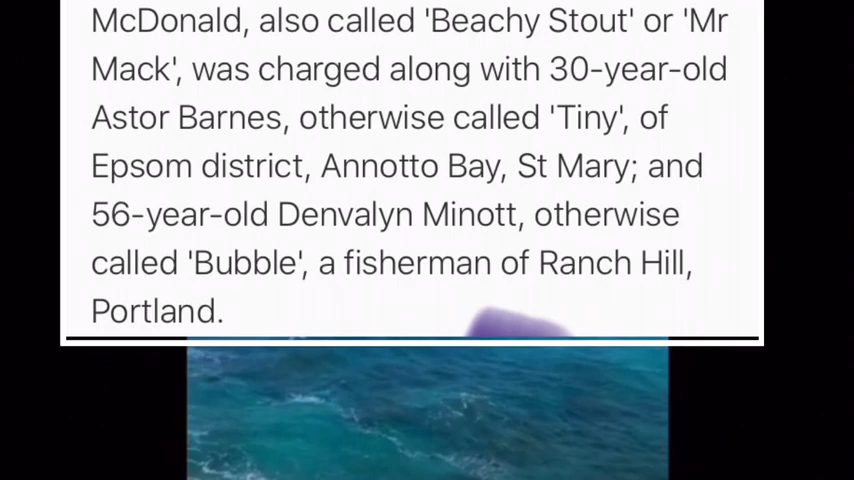 McDonald, also called 'Beachy Stout' or 'Mr
Mack', was charged along with 30-year-old
Astor Barnes, otherwise called 'Tiny', of
Epsom district, Annotto Bay, St Mary; and
56-year-old Denvalyn Minott, otherwise
called 'Bubble', a fisherman of Ranch Hill,
Portland.